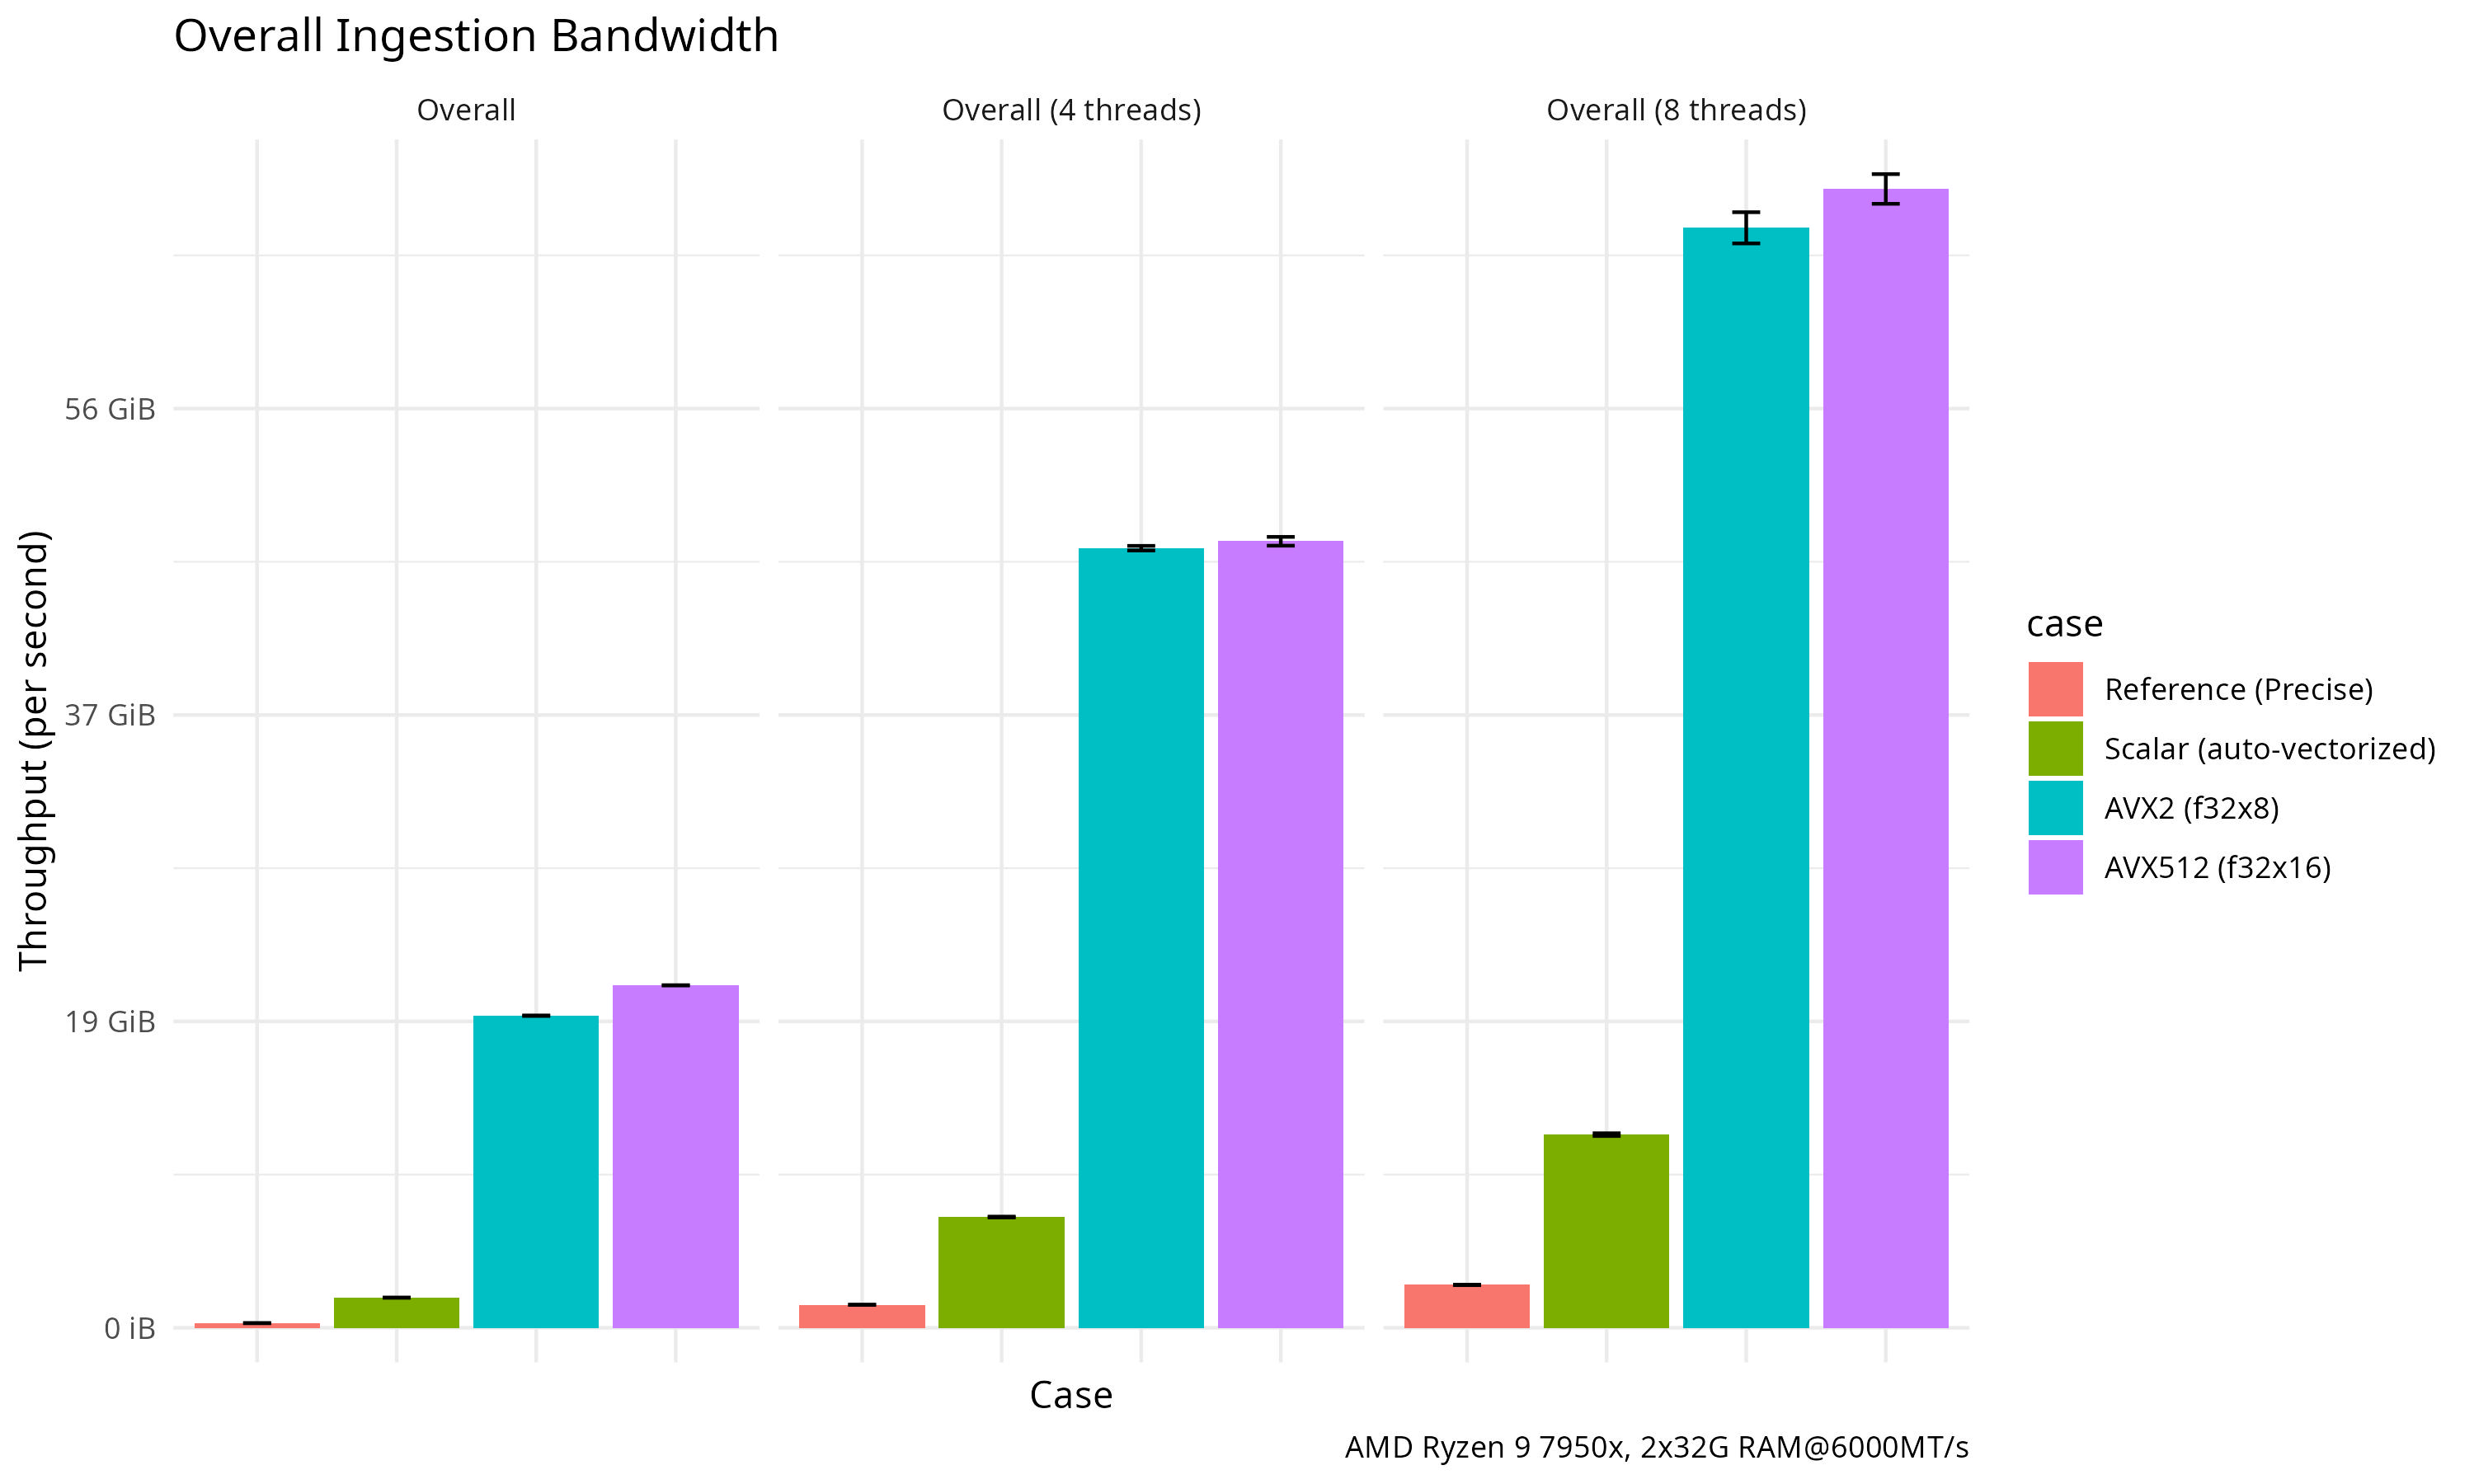 Overall Ingestion Bandwidth
Overall
Overall (4 threads)
Overall (8 threads)
Throughput (per second)
56 GiB
37 GiB
19 GiB
0 iB
case
Reference (Precise)
Scalar (auto-vectorized)
AVX2 (f32x8)
AVX512 (f32x16)
Case
AMD Ryzen 9 7950x, 2x32G RAM@6000MT/s